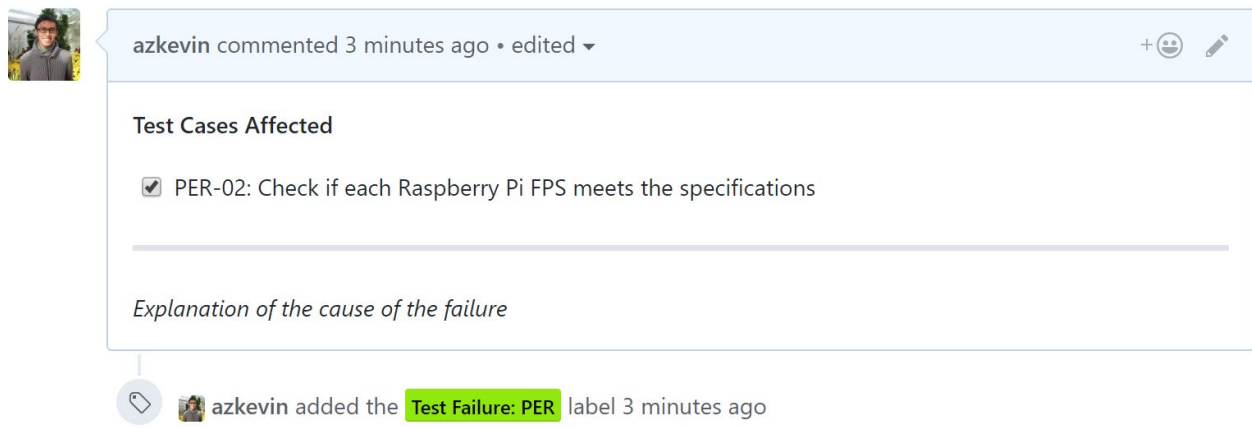 azkevin commented 3 minutes ago • edited
Test Cases Affected
PER-02: Check if each Raspberry Pi FPS meets the specifications
Explanation of the cause of the failure
azkevin added the Test Failure: PER label 3 minutes ago